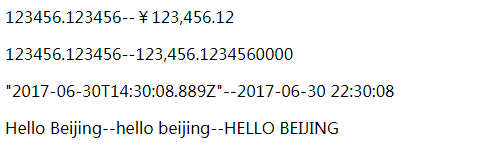 123456.123456--￥123,456.12
123456.123456--123,456.1234560000
"2017-06-30T14:30:08.889Z"--2017-06-30 22:30:08
Hello Beijing--hello beijing--HELLO BEIJING